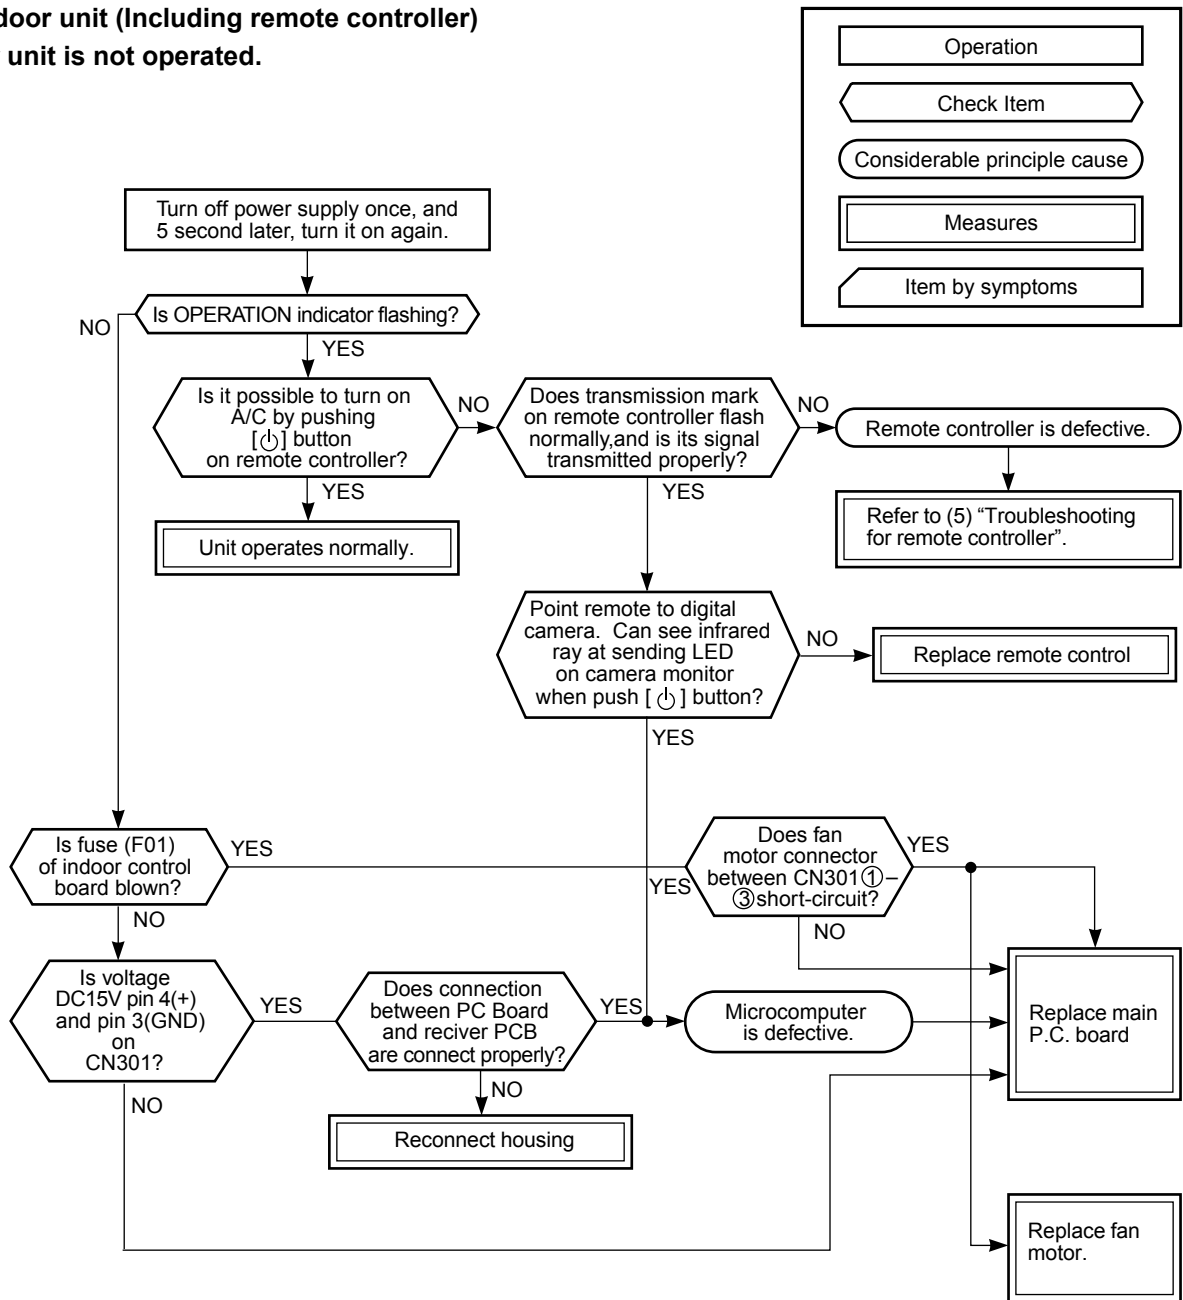 door unit (Including remote controller)
unit is not operated.
Operation
Check Item
Considerable principle cause
Measures
Item by symptoms
Turn off power supply once, and
5 second later, turn it on again.
Is OPERATION indicator flashing?
NO
YES
Is it possible to turn on
A/C by pushing
[⏻] button
on remote controller?
NO
YES
Unit operates normally.
Does transmission mark
on remote controller flash
normally,and is its signal
transmitted properly?
NO
YES
Remote controller is defective.
Refer to (5) “Troubleshooting
for remote controller”.
Point remote to digital
camera. Can see infrared
ray at sending LED
on camera monitor
when push [⏻] button?
NO
YES
Replace remote control
Is fuse (F01)
of indoor control
board blown?
YES
NO
Does fan
motor connector
between CN301①–
③short-circuit?
YES
YES
NO
Is voltage
DC15V pin 4(+)
and pin 3(GND)
on
CN301?
YES
NO
Does connection
between PC Board
and reciver PCB
are connect properly?
YES
NO
Reconnect housing
Microcomputer
is defective.
Replace main
P.C. board
Replace fan
motor.